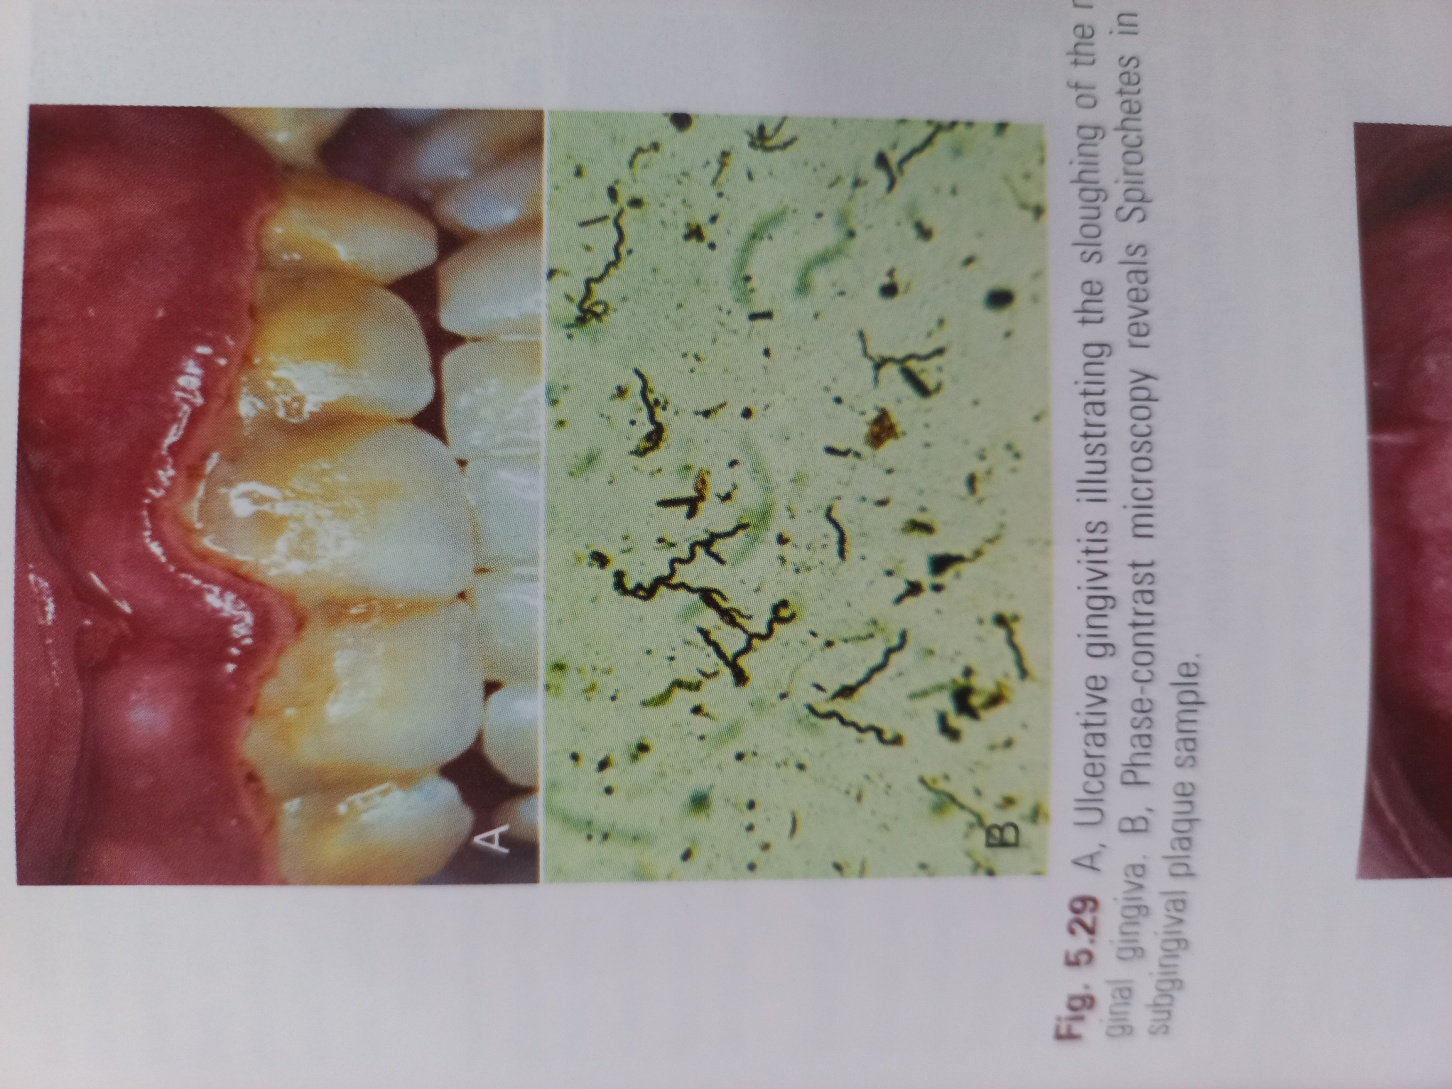 A
B
Fig. 5.29 A, Ulcerative gingivitis illustrating the sloughing of the
ginal gingiva. B, Phase-contrast microscopy reveals Spirochetes in
subgingival plaque sample.